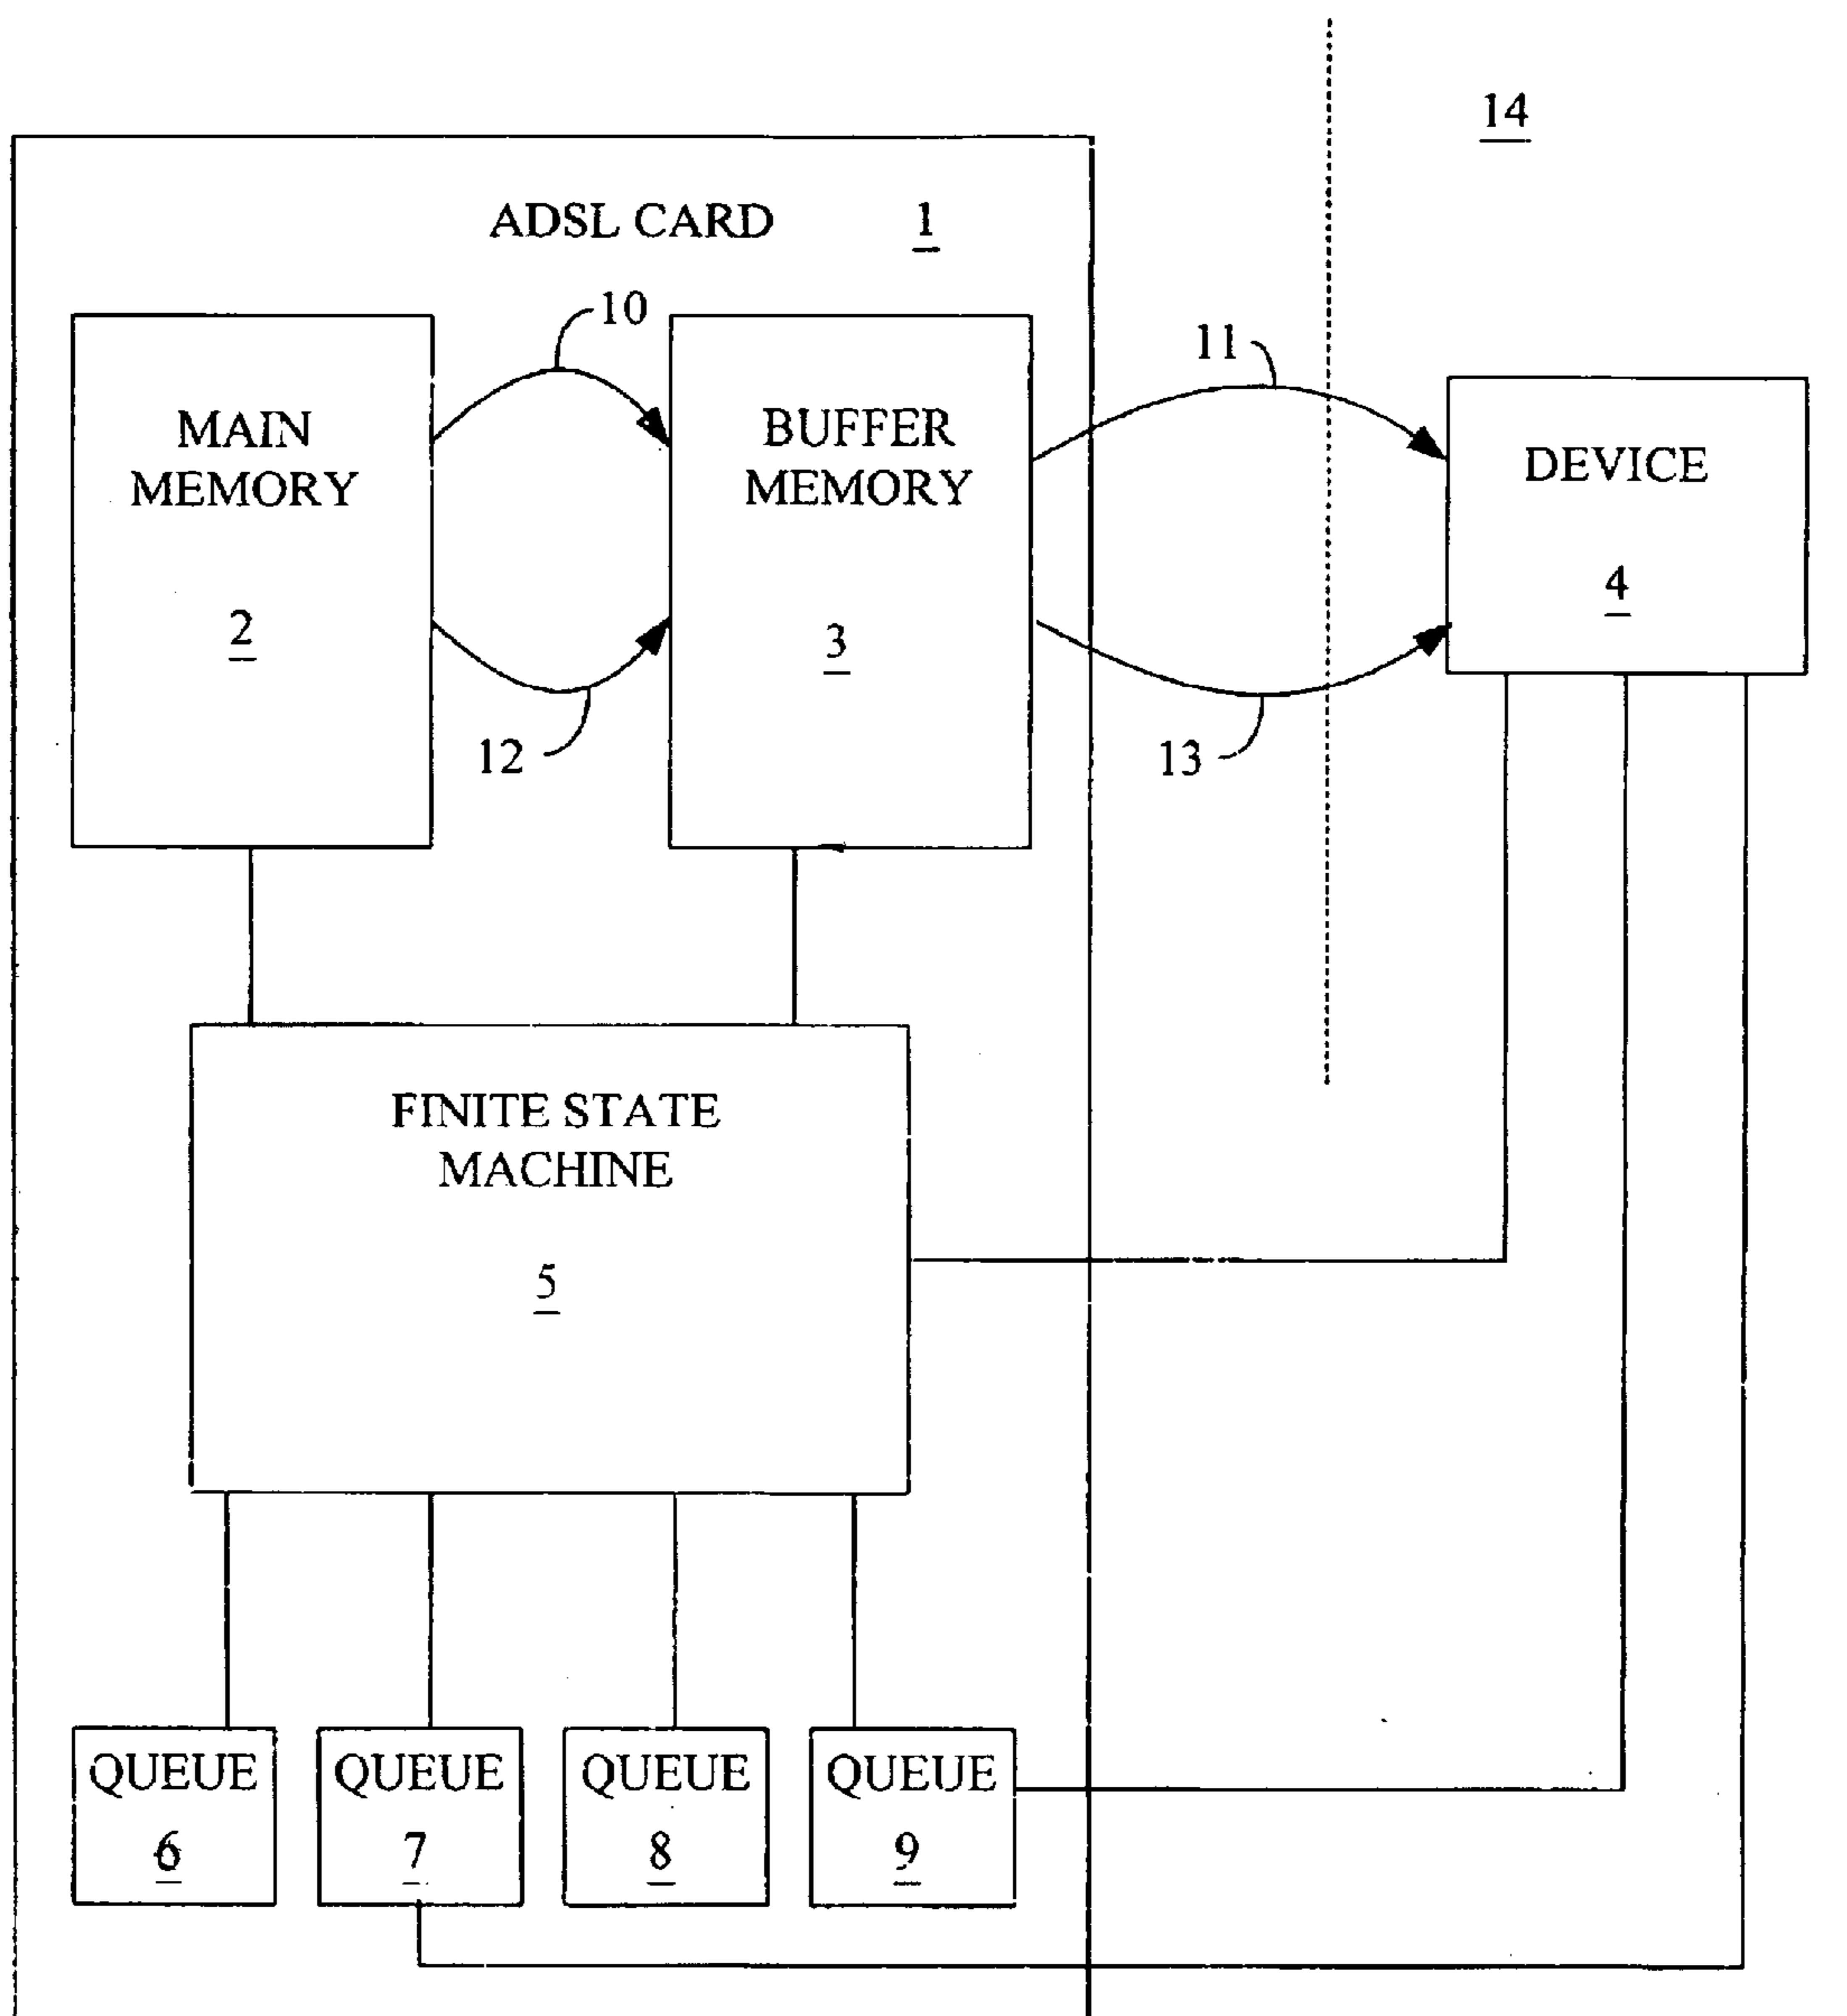 14
ADSL CARD 1
10
11
MAIN
MEMORY
2
BUFFER
MEMORY
3
DEVICE
4
12
13
FINITE STATE
MACHINE
5
QUEUE
6
QUEUE
7
QUEUE
8
QUEUE
9